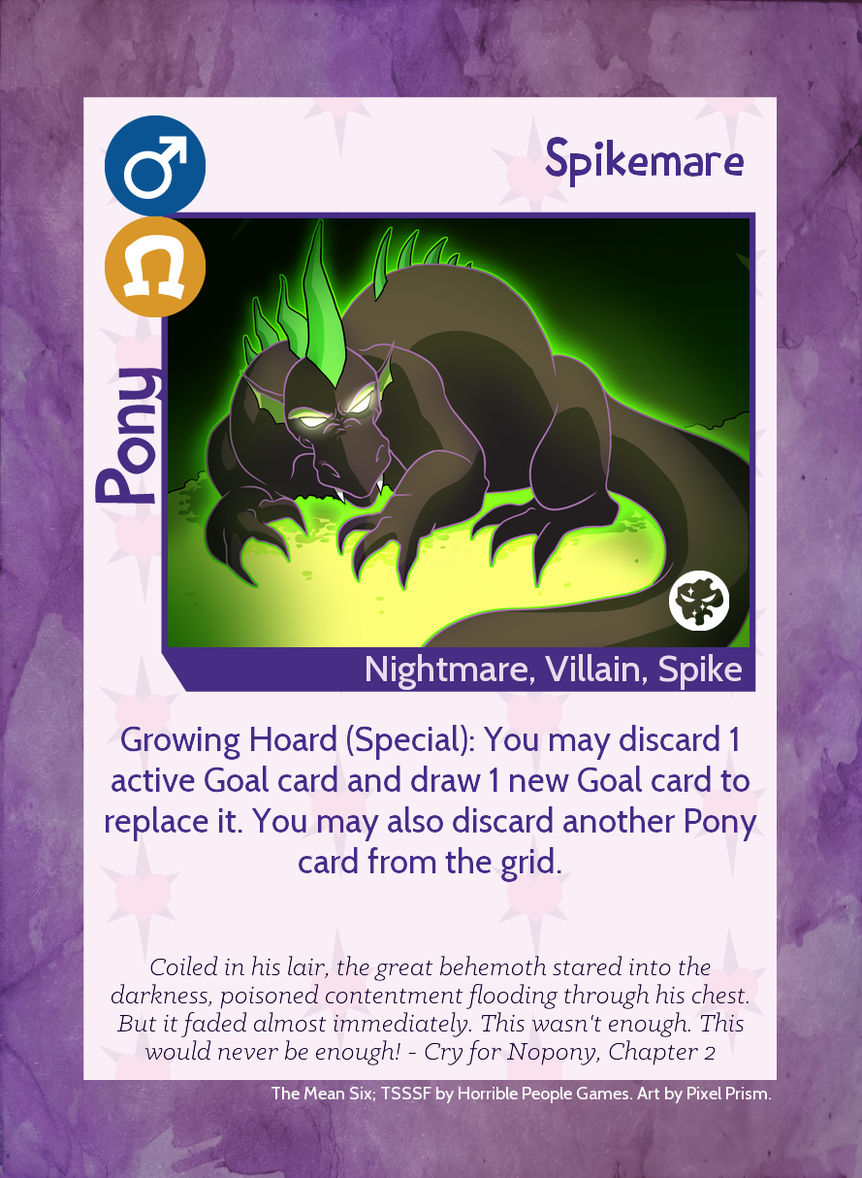 Spikemare
Pony
Nightmare, Villain, Spike
Growing Hoard (Special): You may discard 1
active Goal card and draw 1 new Goal card to
replace it. You may also discard another Pony
card from the grid.
Coiled in his lair, the great behemoth stared into the
darkness, poisoned contentment flooding through his chest.
But it faded almost immediately. This wasn't enough. This
would never be enough! - Cry for Nopony, Chapter 2
The Mean Six; TSSSF by Horrible People Games. Art by Pixel Prism.